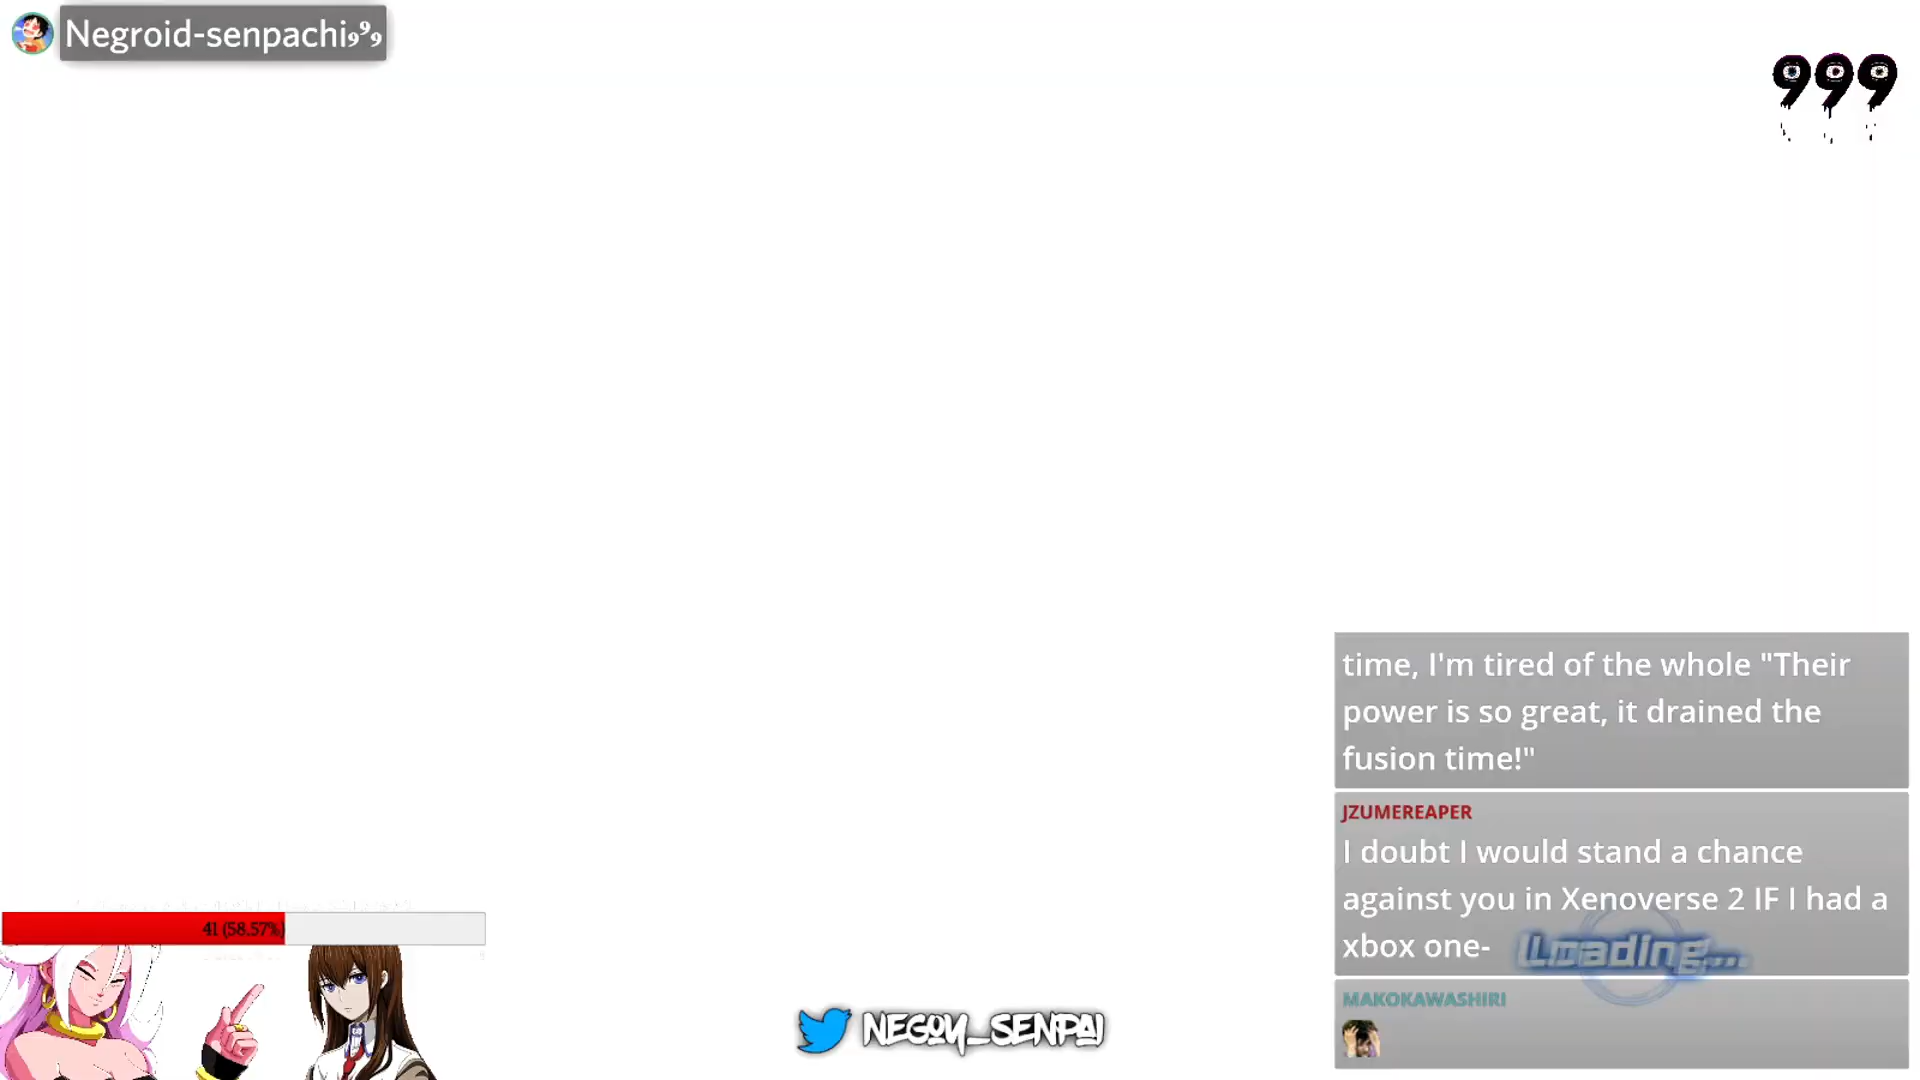 Negroid-senpachi₉⁹₉
999
time, I'm tired of the whole "Their
power is so great, it drained the
fusion time!"
JZUMEREAPER
I doubt I would stand a chance
against you in Xenoverse 2 IF I had a
xbox one-
Loading...
MAKOKAWASHIRI
41 (58.57%)
NEGOY_SENPAI